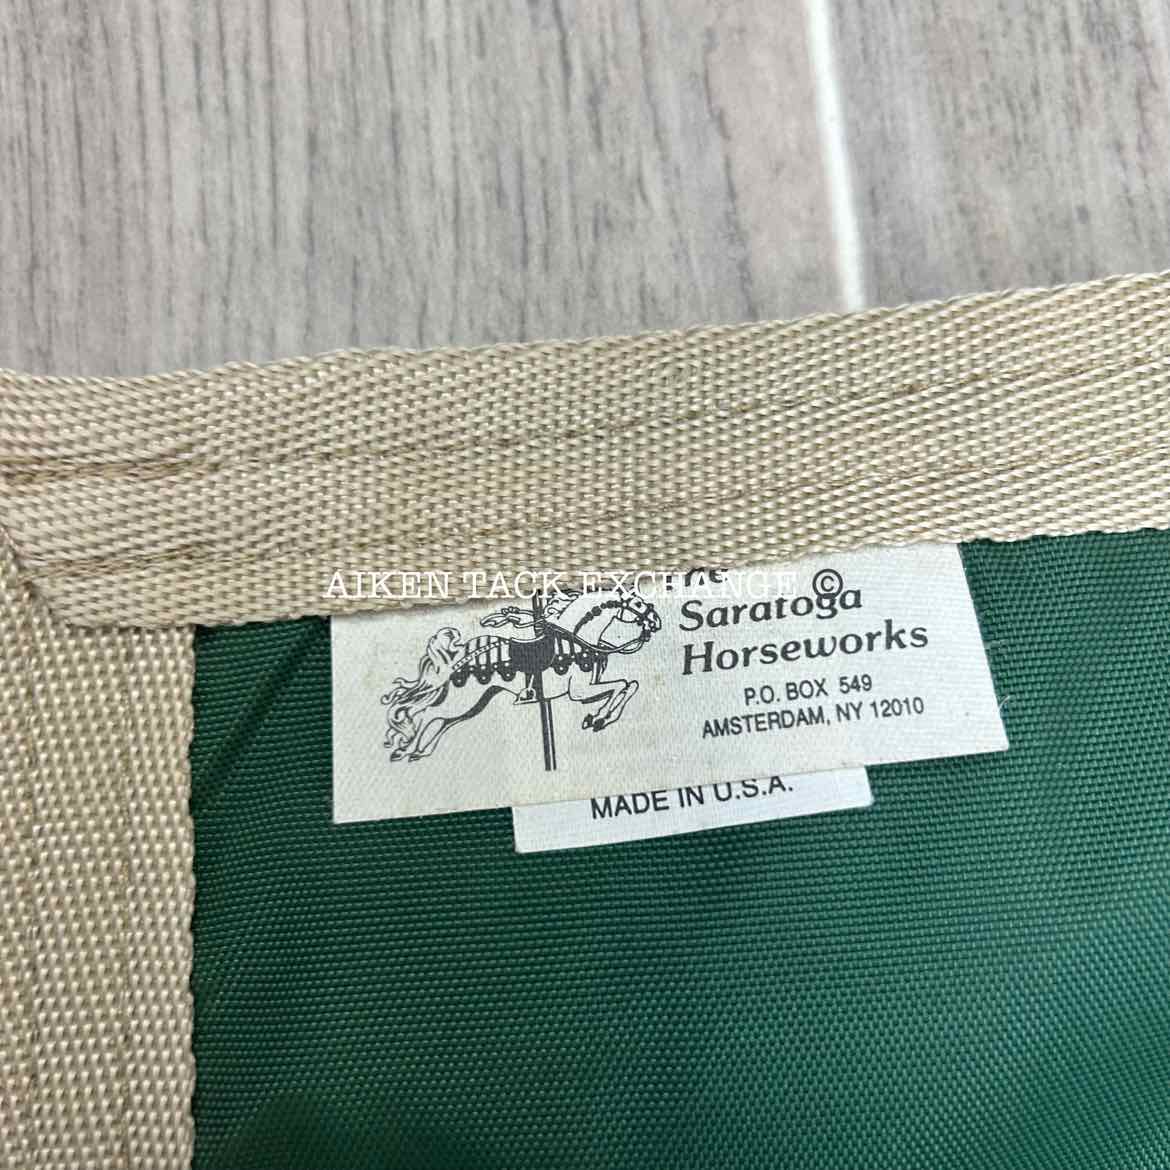 AIKEN TACK EXCHANGE ©
Saratoga
Horseworks
P.O. BOX 549
AMSTERDAM, NY 12010
MADE IN U.S.A.